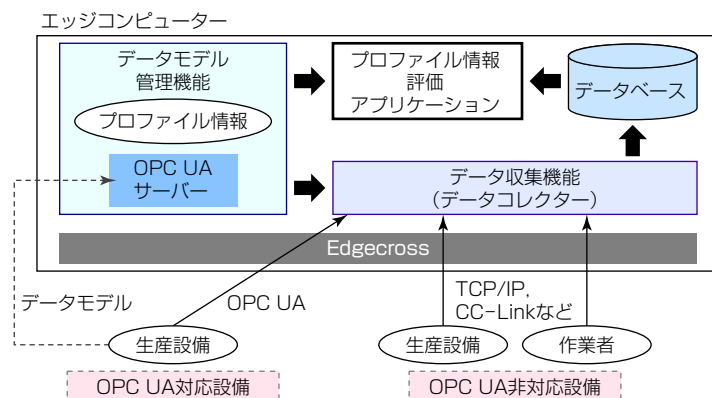 エッジコンピューター
データモデル
管理機能
プロファイル情報
OPC UA
サーバー
プロファイル情報
評価
アプリケーション
データベース
データ収集機能
（データコレクター）
Edgecross
データモデル
OPC UA
TCP/IP,
CC-Linkなど
生産設備
生産設備
作業者
OPC UA対応設備
OPC UA非対応設備